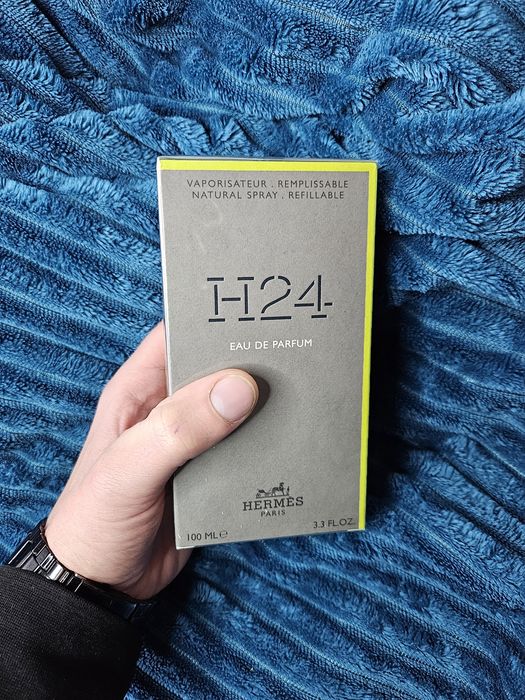 VAPORISATEUR . REMPLISSABLE
NATURAL SPRAY . REFILLABLE
H24
EAU DE PARFUM
HERMÈS
PARIS
100 ML℮ 3.3 FL.OZ.